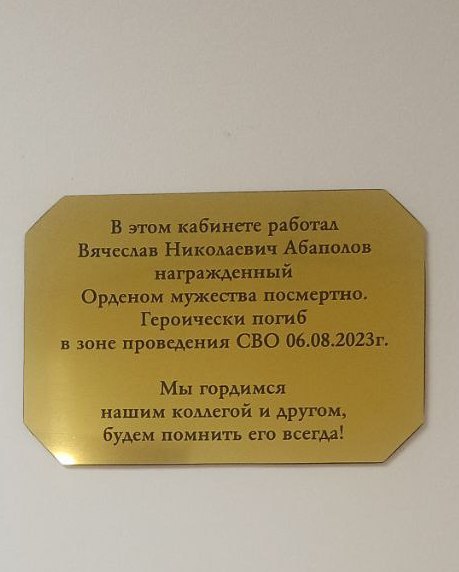 В этом кабинете работал
Вячеслав Николаевич Абаполов
награжденный
Орденом мужества посмертно.
Героически погиб
в зоне проведения СВО 06.08.2023г.
Мы гордимся
нашим коллегой и другом,
будем помнить его всегда!